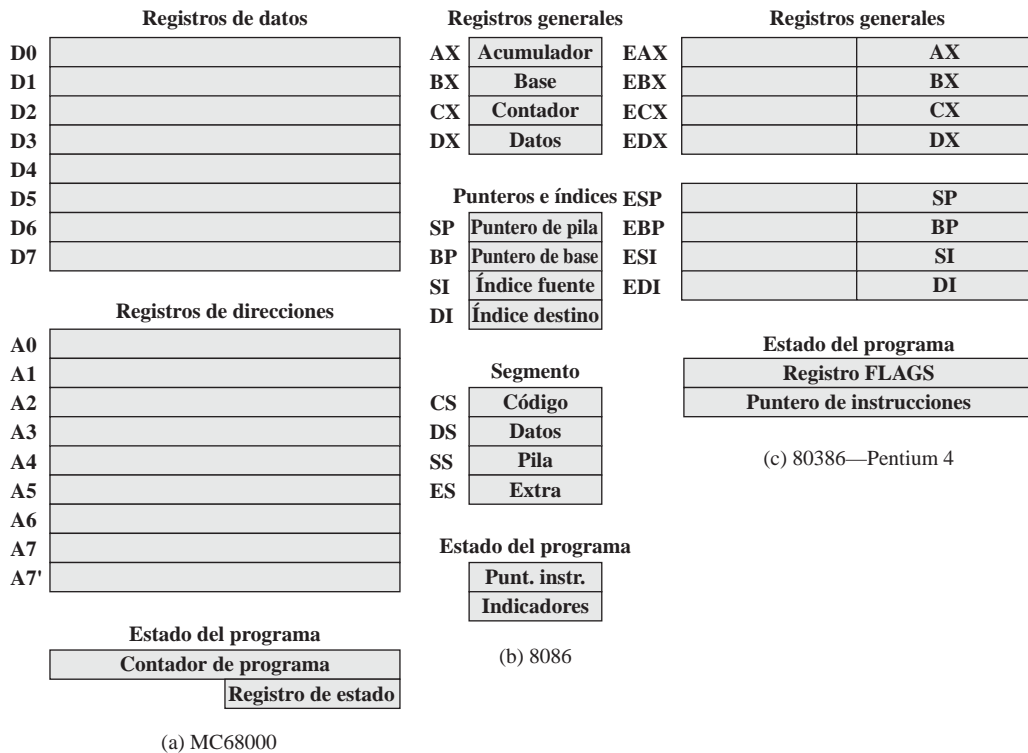 Registros de datos
D0
D1
D2
D3
D4
D5
D6
D7
Registros de direcciones
A0
A1
A2
A3
A4
A5
A6
A7
A7'
Estado del programa
Contador de programa
Registro de estado
(a) MC68000
Registros generales
AX Acumulador
BX Base
CX Contador
DX Datos
Punteros e índices
SP Puntero de pila
BP Puntero de base
SI Índice fuente
DI Índice destino
Segmento
CS Código
DS Datos
SS Pila
ES Extra
Estado del programa
Punt. instr.
Indicadores
(b) 8086
Registros generales
EAX AX
EBX BX
ECX CX
EDX DX
ESP SP
EBP BP
ESI SI
EDI DI
Estado del programa
Registro FLAGS
Puntero de instrucciones
(c) 80386—Pentium 4